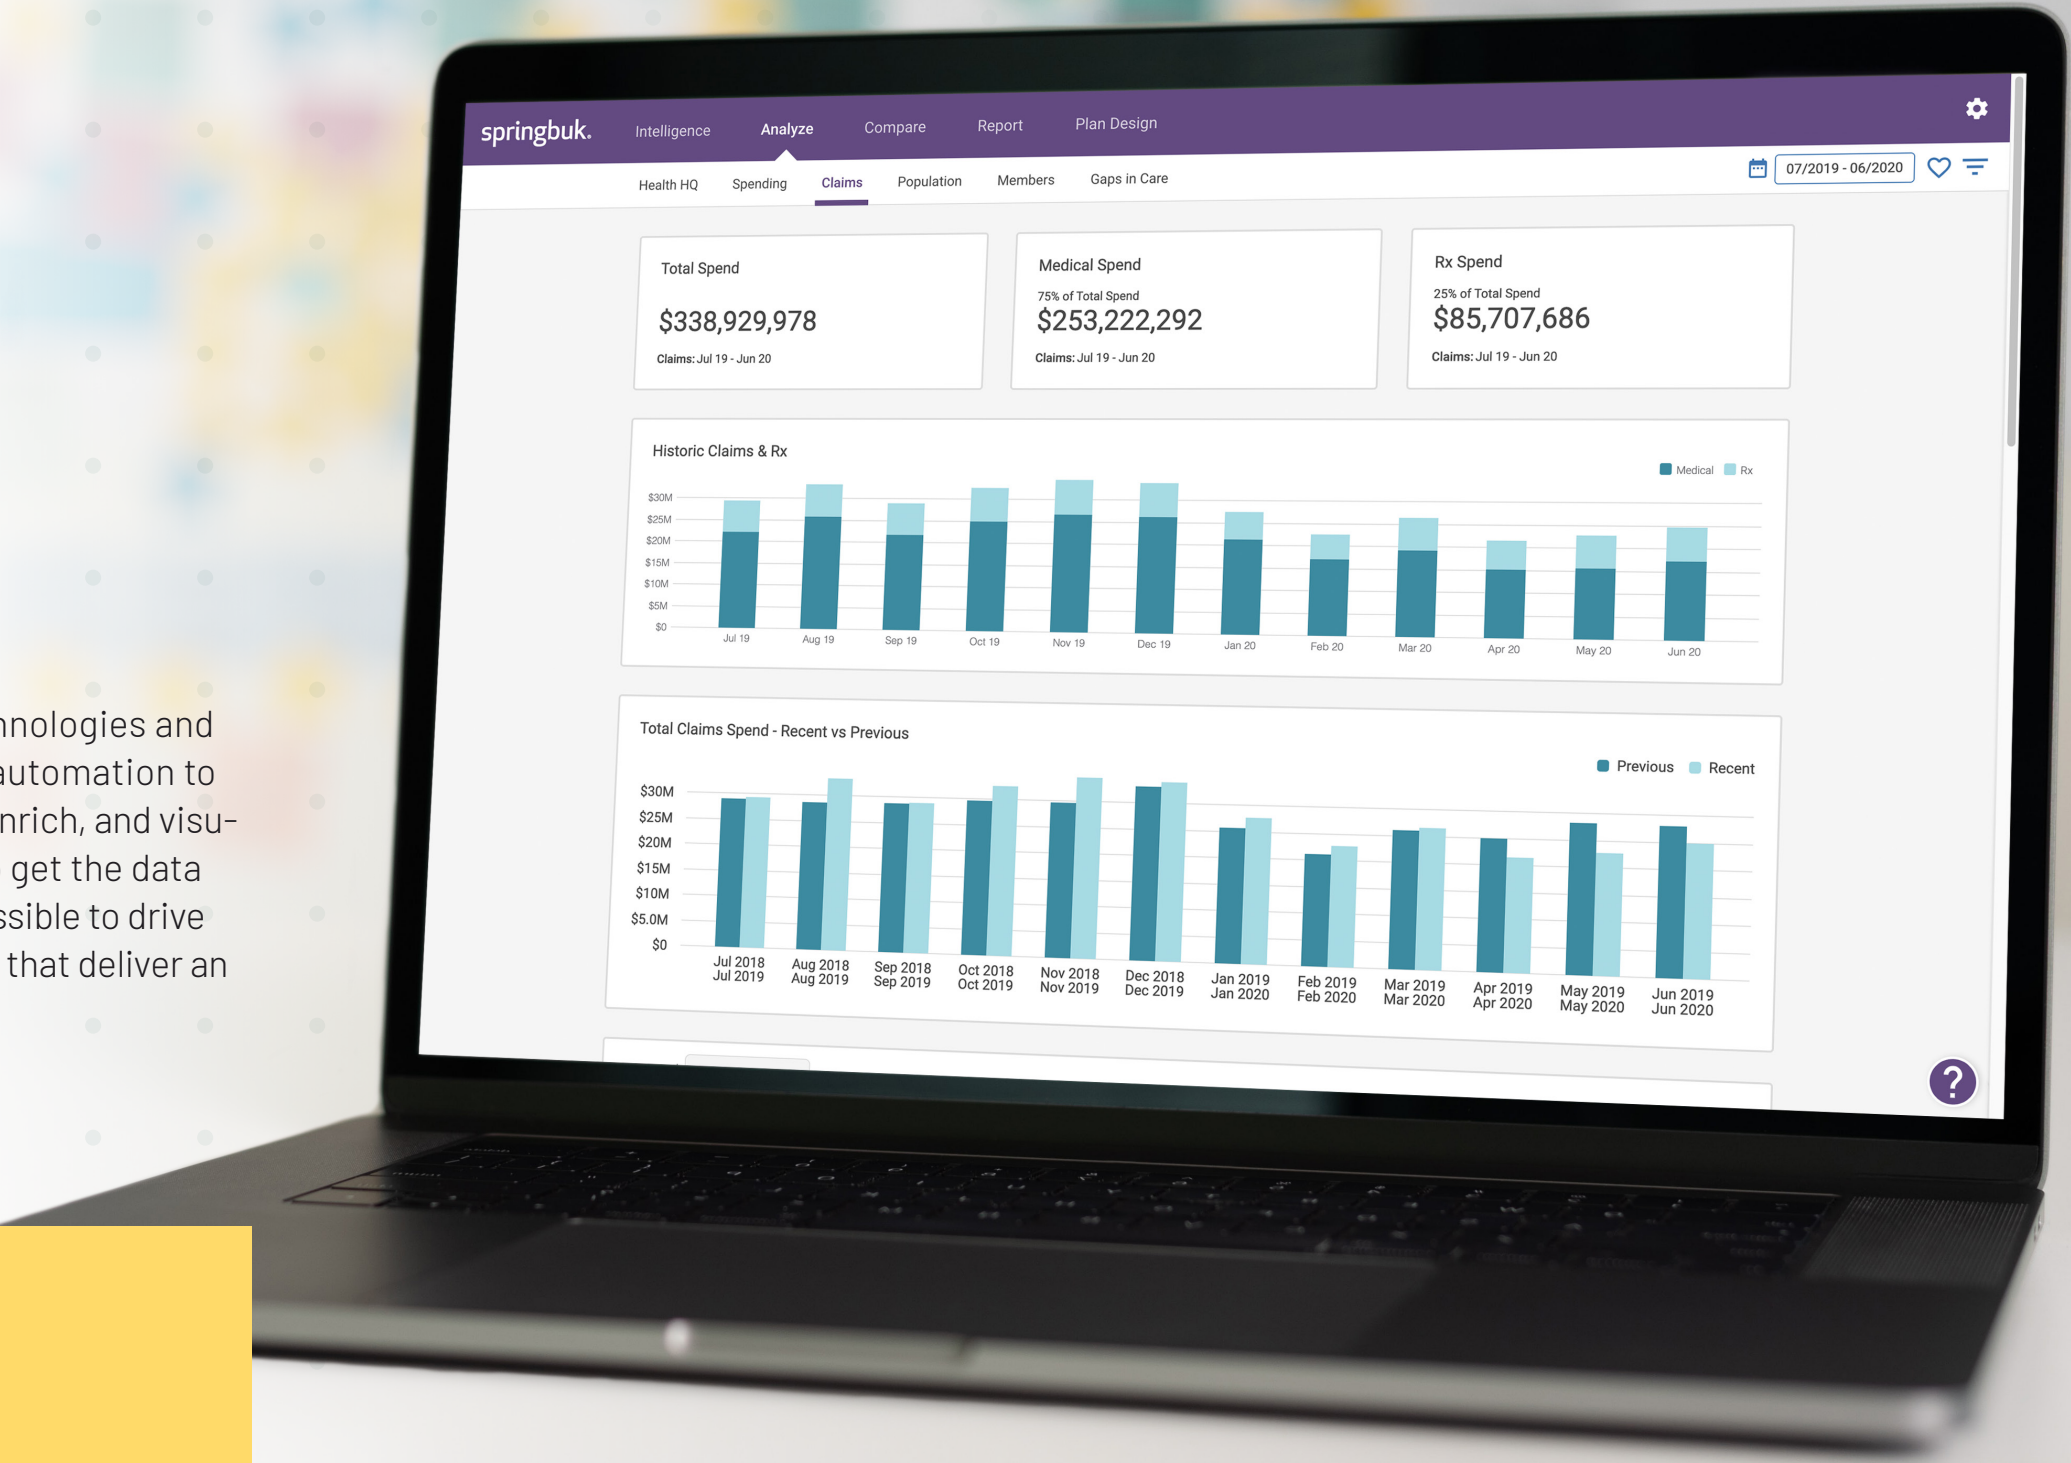 springbuk.
Intelligence
Analyze
Compare
Report
Plan Design
Health HQ
Spending
Claims
Population
Members
Gaps in Care
07/2019 - 06/2020
Total Spend
$338,929,978
Claims: Jul 19 - Jun 20
Medical Spend
75% of Total Spend
$253,222,292
Claims: Jul 19 - Jun 20
Rx Spend
25% of Total Spend
$85,707,686
Claims: Jul 19 - Jun 20
Historic Claims & Rx
Medical
Rx
$30M
$25M
$20M
$15M
$10M
$5M
$0
Jul 19
Aug 19
Sep 19
Oct 19
Nov 19
Dec 19
Jan 20
Feb 20
Mar 20
Apr 20
May 20
Jun 20
Total Claims Spend - Recent vs Previous
Previous
Recent
$30M
$25M
$20M
$15M
$10M
$5.0M
$0
Jul 2018
Jul 2019
Aug 2018
Aug 2019
Sep 2018
Sep 2019
Oct 2018
Oct 2019
Nov 2018
Nov 2019
Dec 2018
Dec 2019
Jan 2019
Jan 2020
Feb 2019
Feb 2020
Mar 2019
Mar 2020
Apr 2019
Apr 2020
May 2019
May 2020
Jun 2019
Jun 2020
?
hnologies and
automation to
nrich, and visu-
get the data
ssible to drive
that deliver an